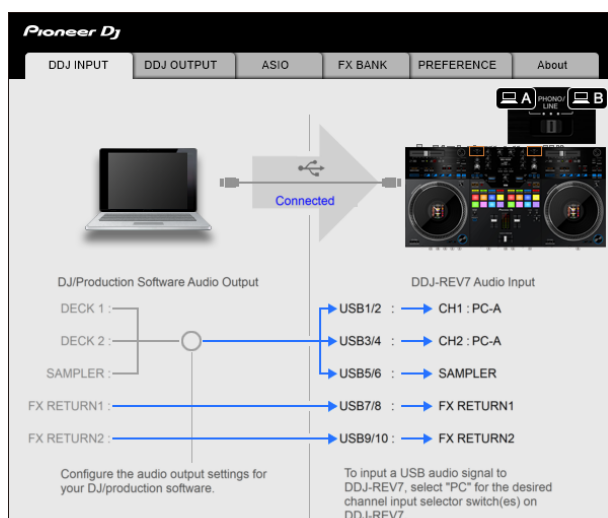 Pioneer Dj
DDJ INPUT
DDJ OUTPUT
ASIO
FX BANK
PREFERENCE
About
A
PHONO/
LINE
B
Connected
DJ/Production Software Audio Output
DDJ-REV7 Audio Input
DECK 1 :
USB1/2 : CH1 : PC-A
DECK 2 :
USB3/4 : CH2 : PC-A
SAMPLER :
USB5/6 : SAMPLER
FX RETURN1 :
USB7/8 : FX RETURN1
FX RETURN2 :
USB9/10 : FX RETURN2
Configure the audio output settings for
your DJ/production software.
To input a USB audio signal to
DDJ-REV7, select "PC" for the desired
channel input selector switch(es) on
DDJ-REV7